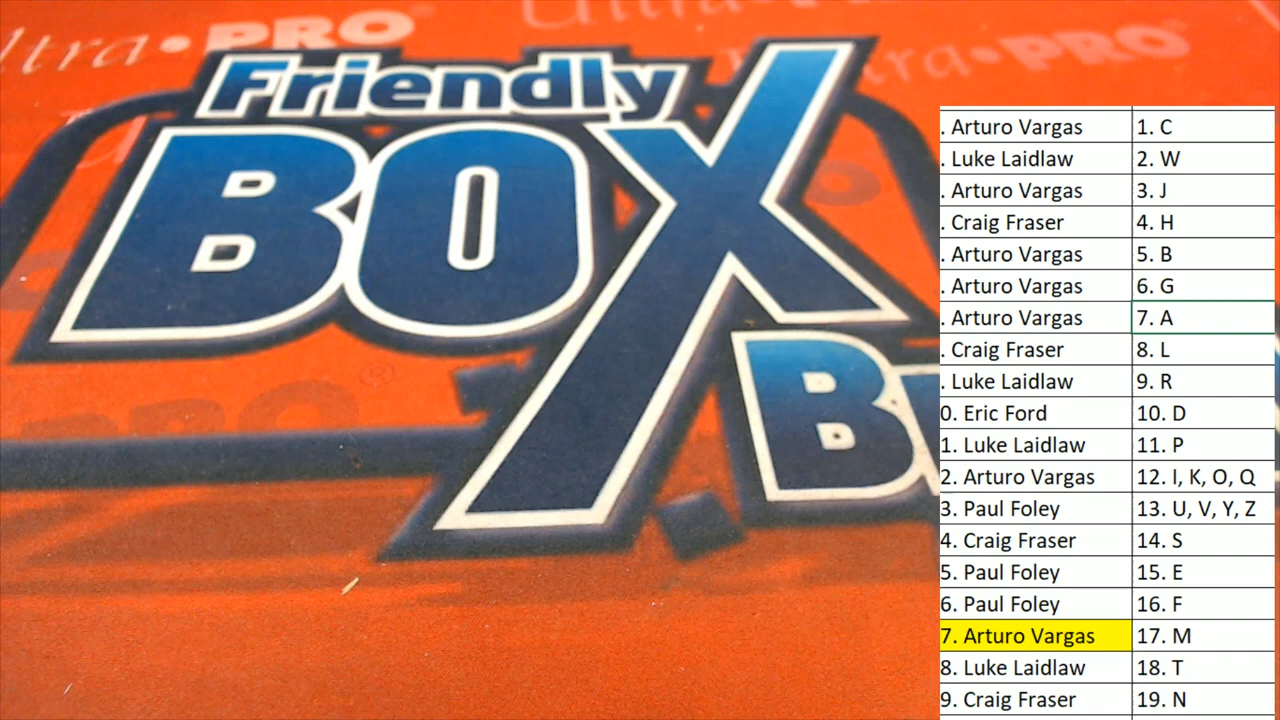 ltra•PRO
Ultra
ltra•PRO
Friendly
BOX
B
PRO®
. Arturo Vargas 1. C
. Luke Laidlaw 2. W
. Arturo Vargas 3. J
. Craig Fraser 4. H
. Arturo Vargas 5. B
. Arturo Vargas 6. G
. Arturo Vargas 7. A
. Craig Fraser 8. L
. Luke Laidlaw 9. R
0. Eric Ford 10. D
1. Luke Laidlaw 11. P
2. Arturo Vargas 12. I, K, O, Q
3. Paul Foley 13. U, V, Y, Z
4. Craig Fraser 14. S
5. Paul Foley 15. E
6. Paul Foley 16. F
7. Arturo Vargas 17. M
8. Luke Laidlaw 18. T
9. Craig Fraser 19. N